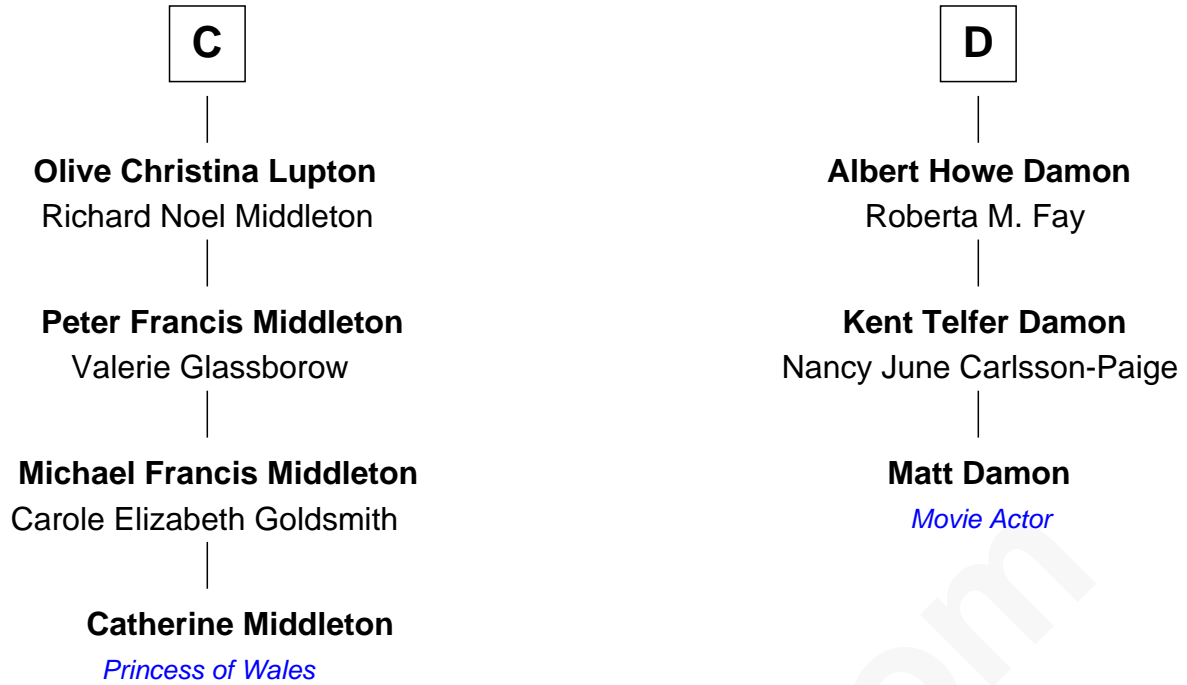 C
Olive Christina Lupton
Richard Noel Middleton
Peter Francis Middleton
Valerie Glassborow
Michael Francis Middleton
Carole Elizabeth Goldsmith
Catherine Middleton
Princess of Wales
D
Albert Howe Damon
Roberta M. Fay
Kent Telfer Damon
Nancy June Carlsson-Paige
Matt Damon
Movie Actor
om